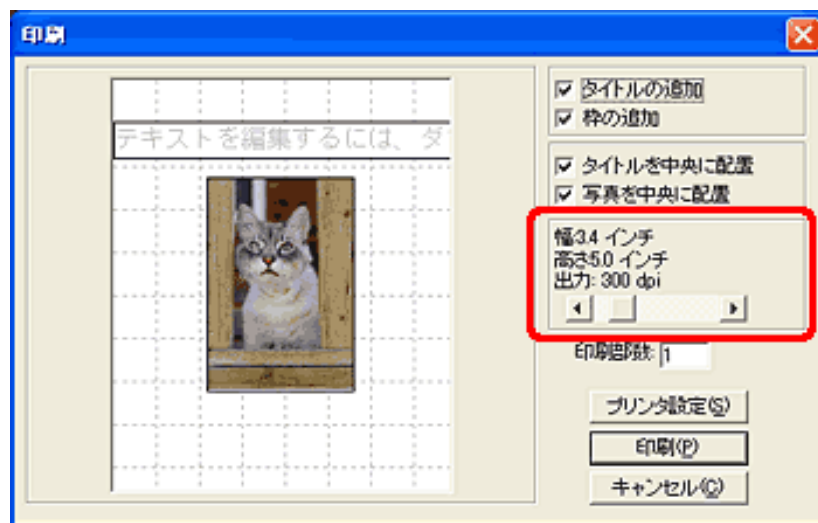 印刷
テキストを編集するには、ダ
タイトルの追加
枠の追加
タイトルを中央に配置
写真を中央に配置
幅3.4 インチ
高さ5.0 インチ
出力: 300 dpi
印刷部数: 1
プリンタ設定(S)
印刷(P)
キャンセル(C)